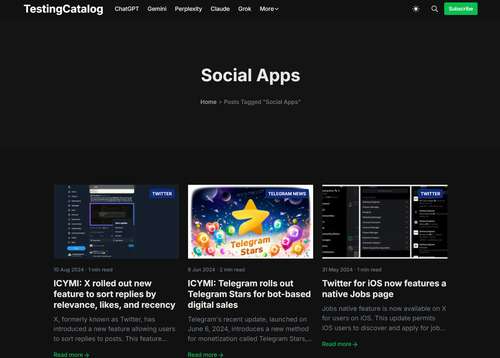 TestingCatalog
ChatGPT
Gemini
Perplexity
Claude
Grok
More
Subscribe
Social Apps
Home > Posts Tagged "Social Apps"
TWITTER
10 Aug 2024 · 1 min read
ICYMI: X rolled out new
feature to sort replies by
relevance, likes, and recency
X, formerly known as Twitter, has
introduced a new feature allowing users
to sort replies to posts. This feature...
Read more →
TELEGRAM NEWS
Telegram
Stars
6 Jun 2024 · 2 min read
ICYMI: Telegram rolls out
Telegram Stars for bot-based
digital sales
Telegram's recent update, launched on
June 6, 2024, introduces a new method
for monetization called Telegram Stars,...
Read more →
TWITTER
31 May 2024 · 1 min read
Twitter for iOS now features a
native Jobs page
Jobs native feature is now available on X
for users on iOS. This update permits
iOS users to discover and apply for job...
Read more →